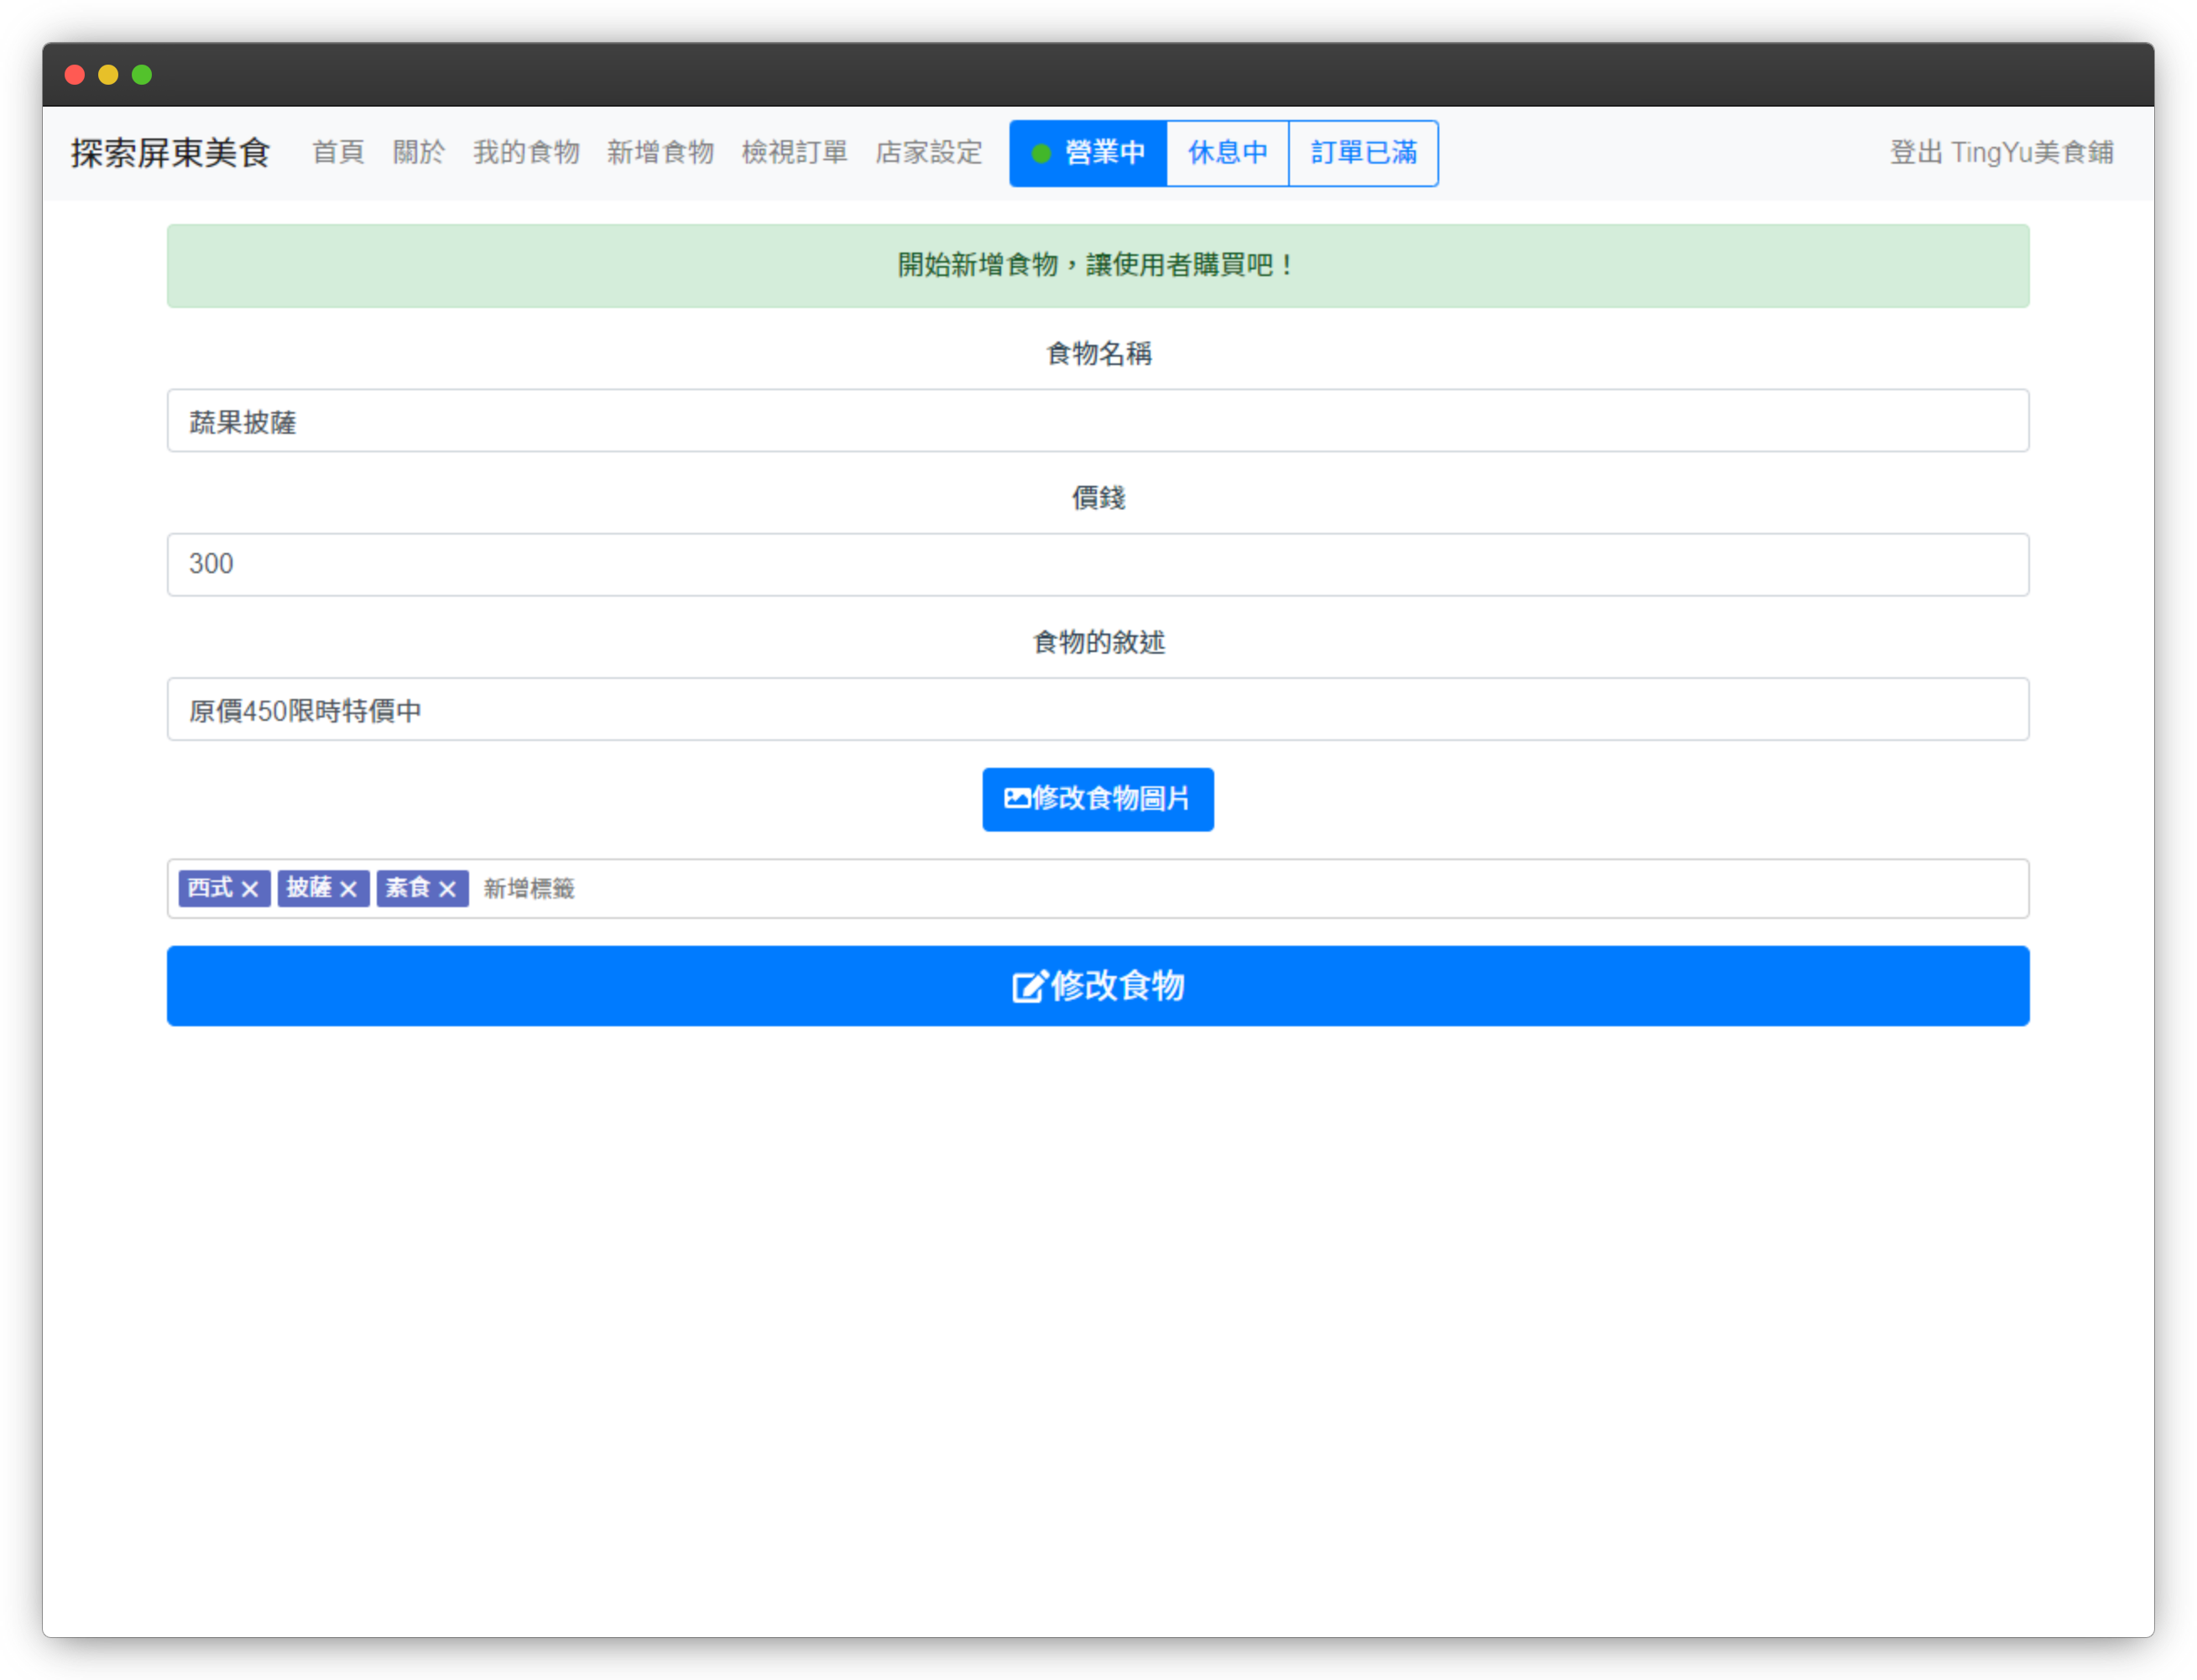 探索屏東美食 首頁 關於 我的食物 新增食物 檢視訂單 店家設定 營業中 休息中 訂單已滿 登出 TingYu美食鋪
開始新增食物，讓使用者購買吧！
食物名稱
蔬果披薩
價錢
300
食物的敘述
原價450限時特價中
修改食物圖片
西式 披薩 素食 新增標籤
修改食物